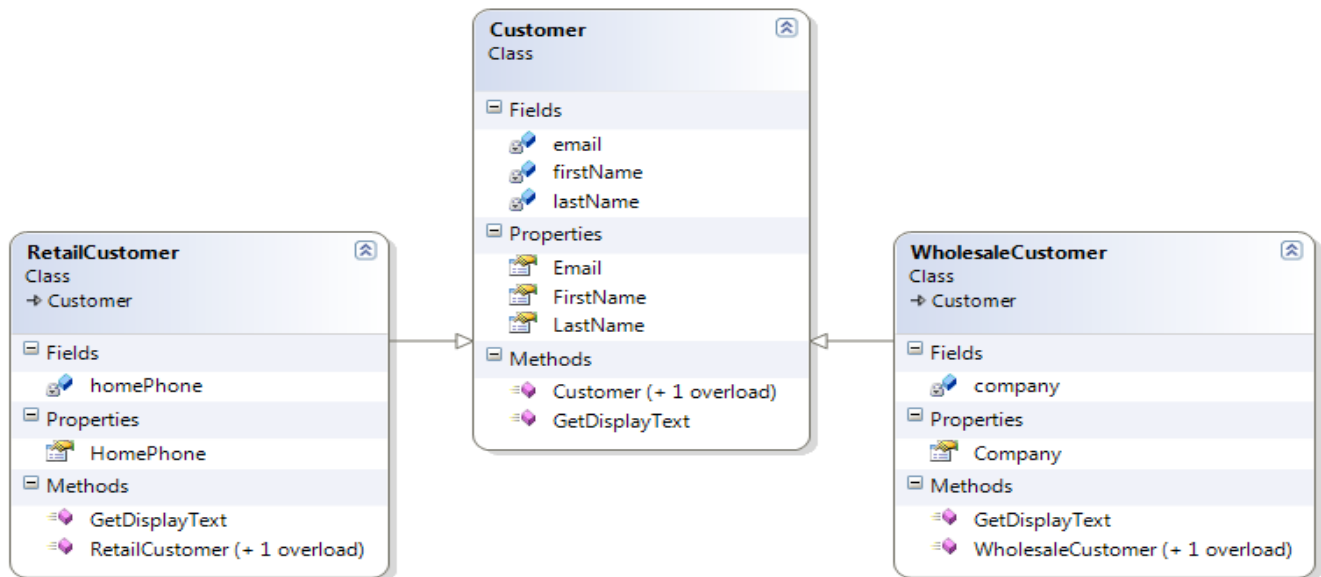 Customer
Class
Fields
email
firstName
lastName
Properties
Email
FirstName
LastName
Methods
Customer (+ 1 overload)
GetDisplayText
RetailCustomer
Class
Customer
Fields
homePhone
Properties
HomePhone
Methods
GetDisplayText
RetailCustomer (+ 1 overload)
WholesaleCustomer
Class
Customer
Fields
company
Properties
Company
Methods
GetDisplayText
WholesaleCustomer (+ 1 overload)